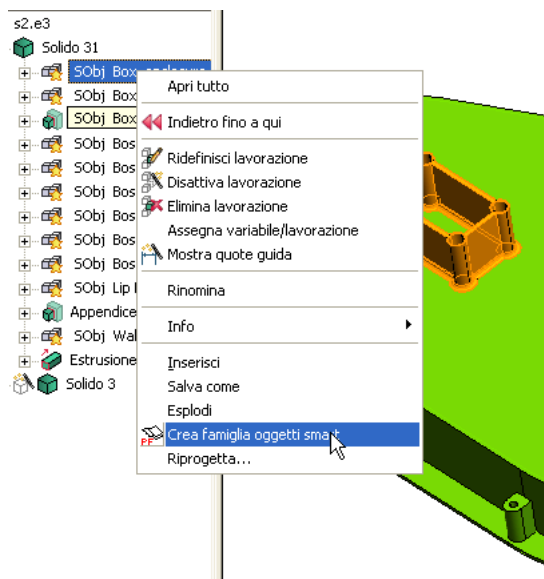 s2.e3
Solido 31
SObj Box
SObj Box
SObj Box
SObj Bos
SObj Bos
SObj Bos
SObj Bos
SObj Bos
SObj Bos
SObj Lip
Appendice
SObj Wal
Estrusione
Solido 3
Apri tutto
Indietro fino a qui
Ridefinisci lavorazione
Disattiva lavorazione
Elimina lavorazione
Assegna variabile/lavorazione
Mostra quote guida
Rinomina
Info
Inserisci
Salva come
Esplodi
PF Crea famiglia oggetti smart
Riprogetta...